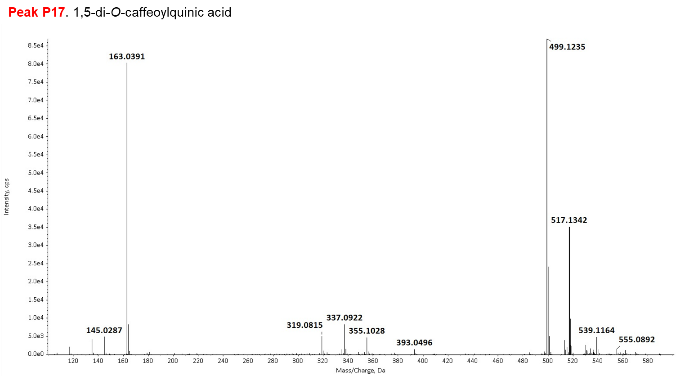 Peak P17. 1,5-di-O-caffeoylquinic acid
8.5e4
8.0e4
7.5e4
7.0e4
6.5e4
6.0e4
5.5e4
5.0e4
4.5e4
4.0e4
3.5e4
3.0e4
2.5e4
2.0e4
1.5e4
1.0e4
5.0e3
0.0e0
Intensity, cps
163.0391
499.1235
517.1342
145.0287
319.0815
337.0922
355.1028
393.0496
539.1164
555.0892
120 140 160 180 200 220 240 260 280 300 320 340 360 380 400 420 440 460 480 500 520 540 560 580
Mass/Charge, Da